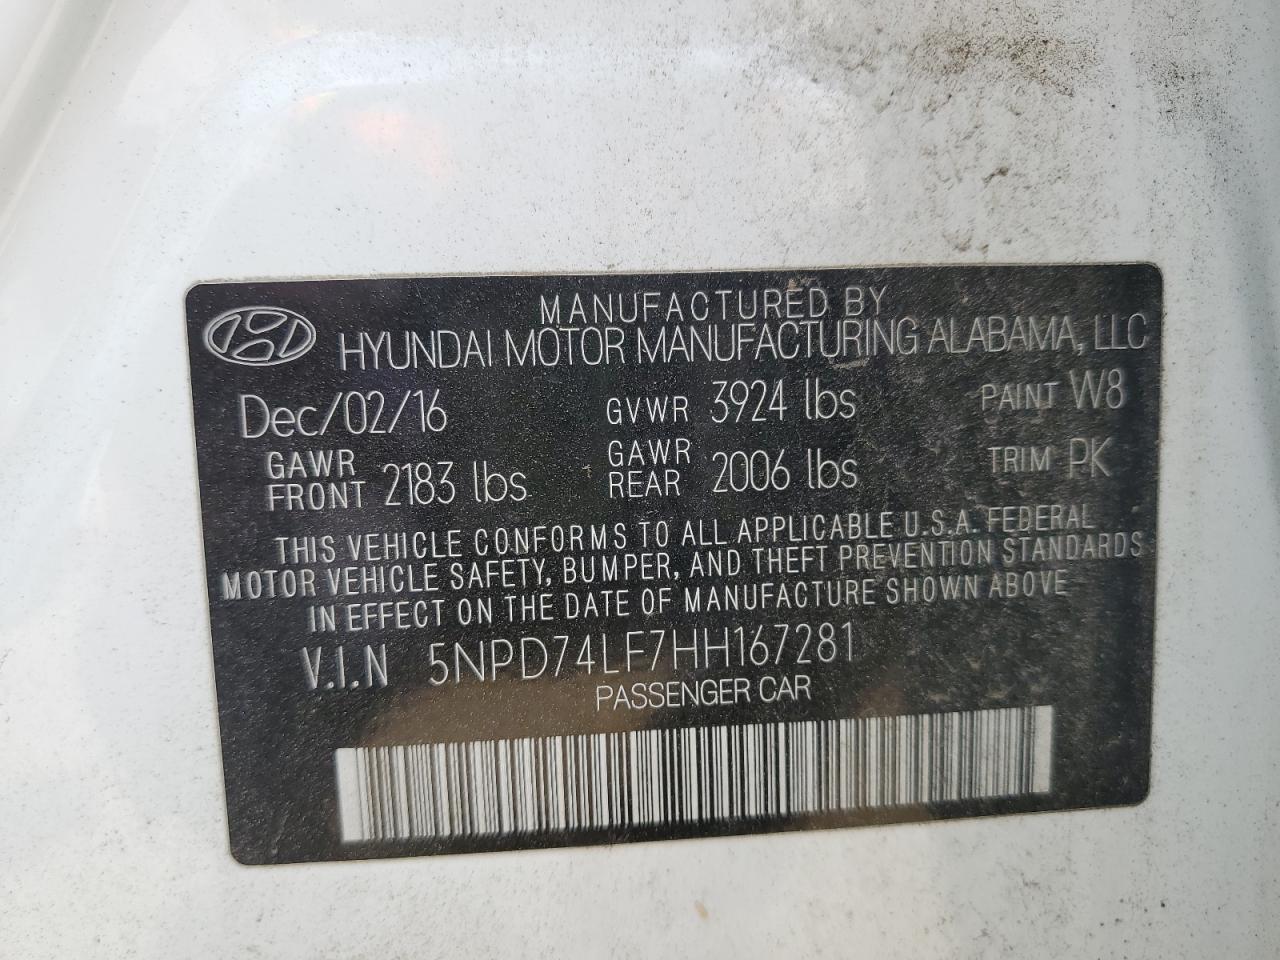 MANUFACTURED BY
HYUNDAI MOTOR MANUFACTURING ALABAMA, LLC
Dec/02/16 GVWR 3924 lbs PAINT W8
GAWR FRONT 2183 lbs GAWR REAR 2006 lbs TRIM PK
THIS VEHICLE CONFORMS TO ALL APPLICABLE U.S.A. FEDERAL
MOTOR VEHICLE SAFETY, BUMPER, AND THEFT PREVENTION STANDARDS
IN EFFECT ON THE DATE OF MANUFACTURE SHOWN ABOVE
V.I.N 5NPD74LF7HH167281
PASSENGER CAR